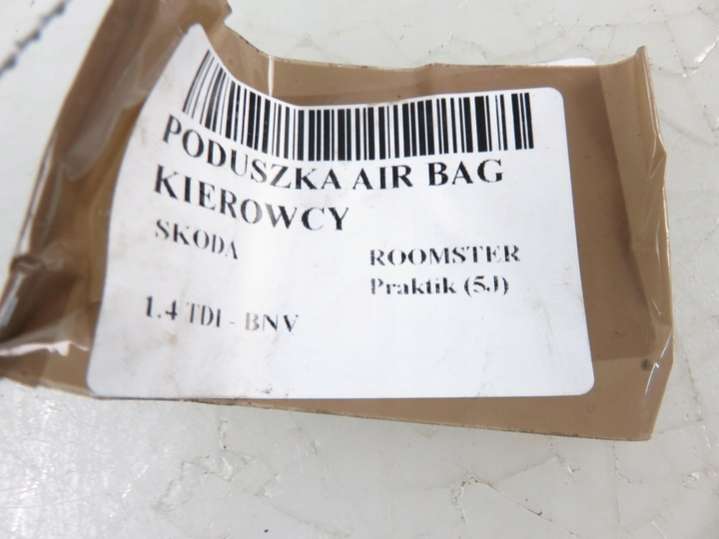 PODUSZKA AIR BAG
KIEROWCY
SKODA
ROOMSTER
Praktik (5J)
1.4 TDI - BNV